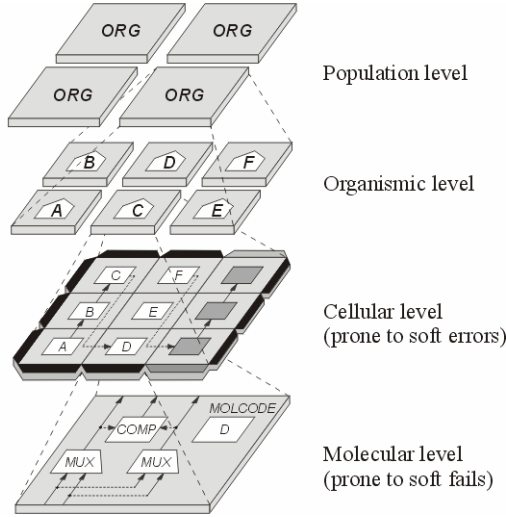 ORG ORG
ORG ORG
Population level
B D F
A C E
Organismic level
C F
B E
A D
Cellular level
(prone to soft errors)
MOLCODE
COMP D
MUX MUX
Molecular level
(prone to soft fails)